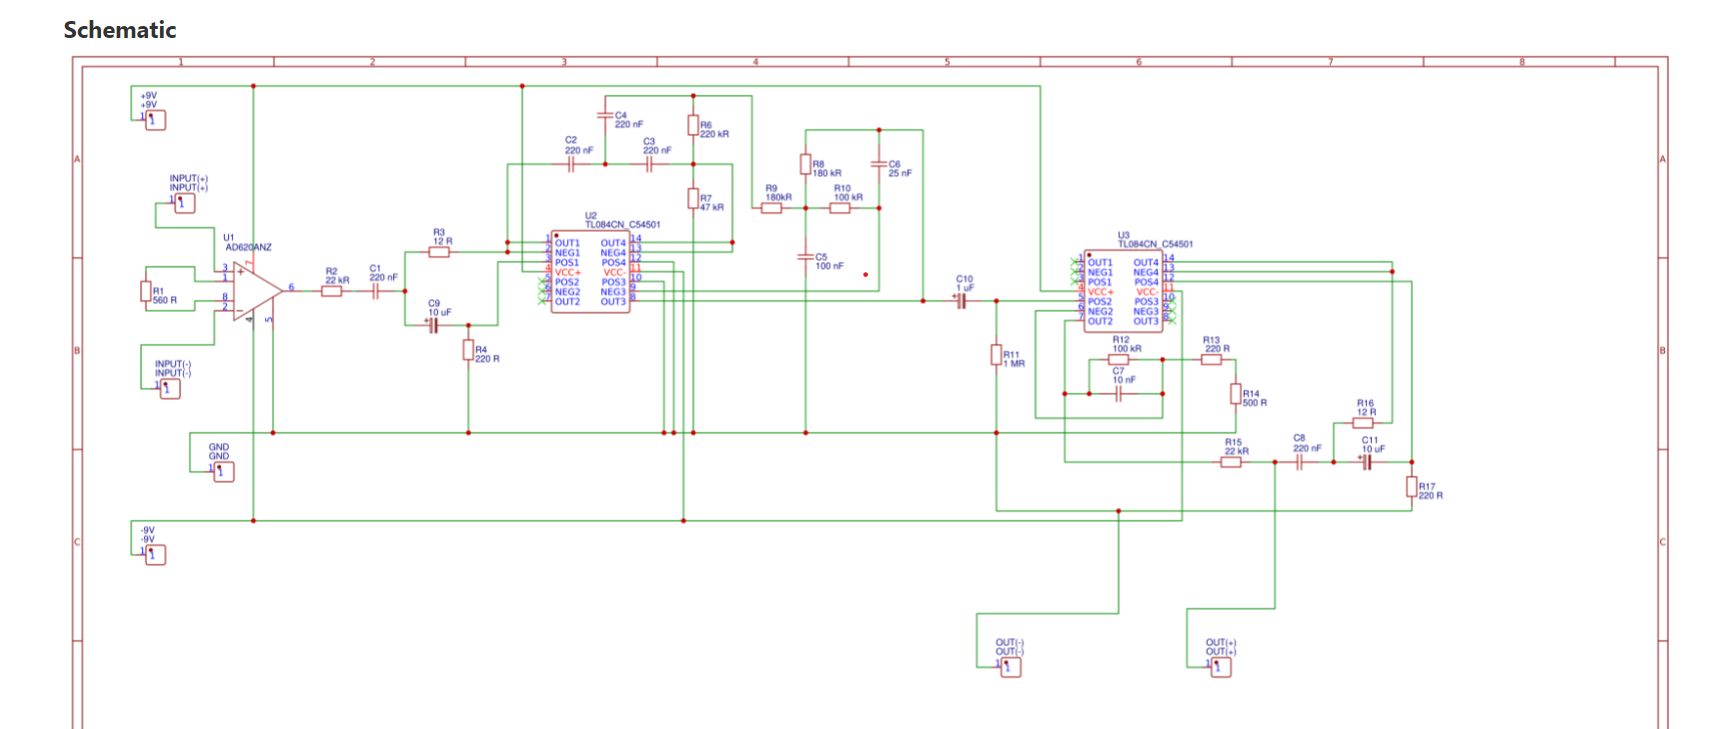 Schematic
1 2 3 4 5 6 7 8
A
B
C
A
B
C
+9V
+9V
1 1
INPUT(+)
INPUT(+)
1 1
U1
AD620ANZ
3
1
8
2
7
6
4
5
+
−
R1
560 R
INPUT(-)
INPUT(-)
1 1
GND
GND
1 1
-9V
-9V
1 1
R2
22 kR
C1
220 nF
R3
12 R
C9
10 uF
+
R4
220 R
C2
220 nF
C4
220 nF
C3
220 nF
R6
220 kR
R7
47 kR
U2
TL084CN_C54501
1 OUT1 OUT4 14
2 NEG1 NEG4 13
3 POS1 POS4 12
4 VCC+ VCC- 11
5 POS2 POS3 10
6 NEG2 NEG3 9
7 OUT2 OUT3 8
R9
180kR
R8
180 kR
R10
100 kR
C6
25 nF
C5
100 nF
C10
1 uF
+
R11
1 MR
U3
TL084CN_C54501
1 OUT1 OUT4 14
2 NEG1 NEG4 13
3 POS1 POS4 12
4 VCC+ VCC- 11
5 POS2 POS3 10
6 NEG2 NEG3 9
7 OUT2 OUT3 8
R12
100 kR
C7
10 nF
R13
220 R
R14
500 R
R15
22 kR
C8
220 nF
R16
12 R
C11
10 uF
+
R17
220 R
OUT(-)
OUT(-)
1 1
OUT(+)
OUT(+)
1 1